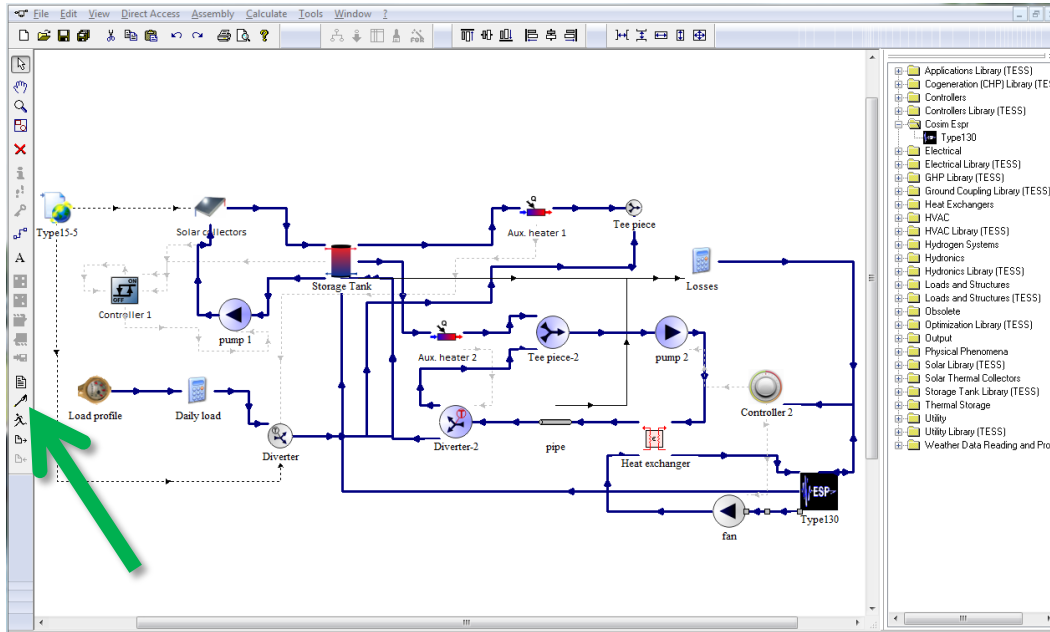 File Edit View Direct Access Assembly Calculate Tools Window ?
Applications Library (TESS)
Cogeneration (CHP) Library (TE
Controllers
Controllers Library (TESS)
Cosim Espr
Type130
Electrical
Electrical Library (TESS)
GHP Library (TESS)
Ground Coupling Library (TESS)
Heat Exchangers
HVAC
HVAC Library (TESS)
Hydrogen Systems
Hydronics
Hydronics Library (TESS)
Loads and Structures
Loads and Structures (TESS)
Obsolete
Optimization Library (TESS)
Output
Physical Phenomena
Solar Library (TESS)
Solar Thermal Collectors
Storage Tank Library (TESS)
Thermal Storage
Utility
Utility Library (TESS)
Weather Data Reading and Pro
A
Type15-5
Solar collectors
Aux. heater 1
Tee piece
Storage Tank
Losses
ON
OFF
Controller 1
pump 1
Aux. heater 2
Tee piece-2
pump 2
Load profile
Daily load
Diverter
Diverter-2
pipe
Heat exchanger
Controller 2
ESP
Type130
fan